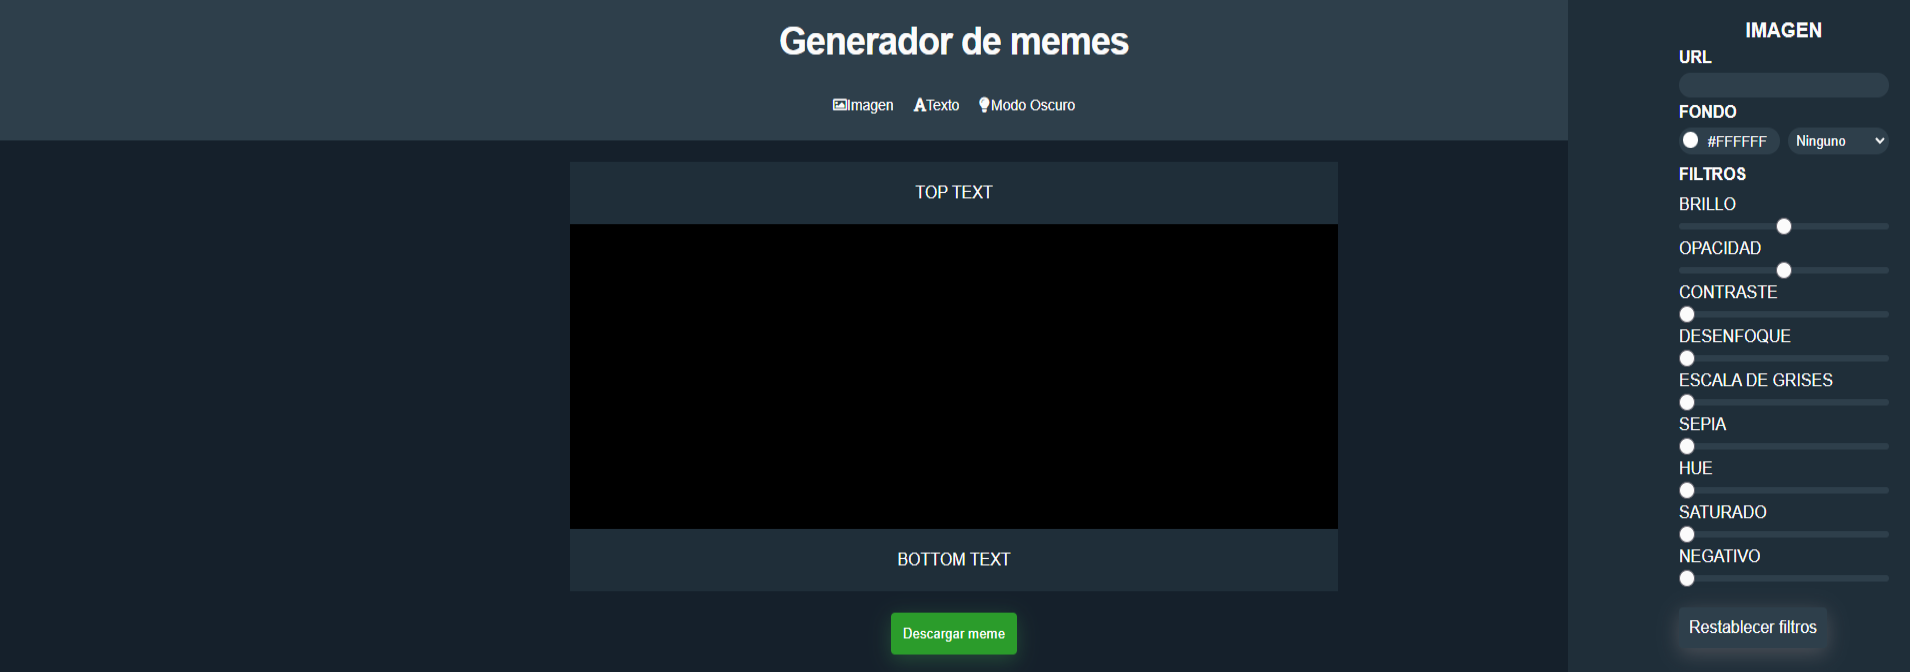 Generador de memes
Imagen Texto Modo Oscuro
TOP TEXT
BOTTOM TEXT
Descargar meme
IMAGEN
URL
FONDO
#FFFFFF Ninguno
FILTROS
BRILLO
OPACIDAD
CONTRASTE
DESENFOQUE
ESCALA DE GRISES
SEPIA
HUE
SATURADO
NEGATIVO
Restablecer filtros